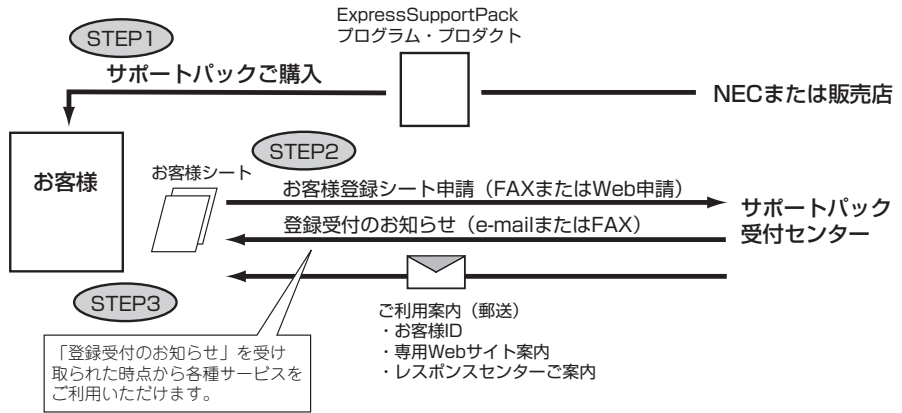 ExpressSupportPack
プログラム・プロダクト
STEP1
サポートパックご購入
NECまたは販売店
お客様
お客様シート
STEP2
お客様登録シート申請（FAXまたはWeb申請）
登録受付のお知らせ（e-mailまたはFAX）
サポートパック
受付センター
STEP3
ご利用案内（郵送）
・お客様ID
・専用Webサイト案内
・レスポンスセンターご案内
「登録受付のお知らせ」を受け
取られた時点から各種サービスを
ご利用いただけます。